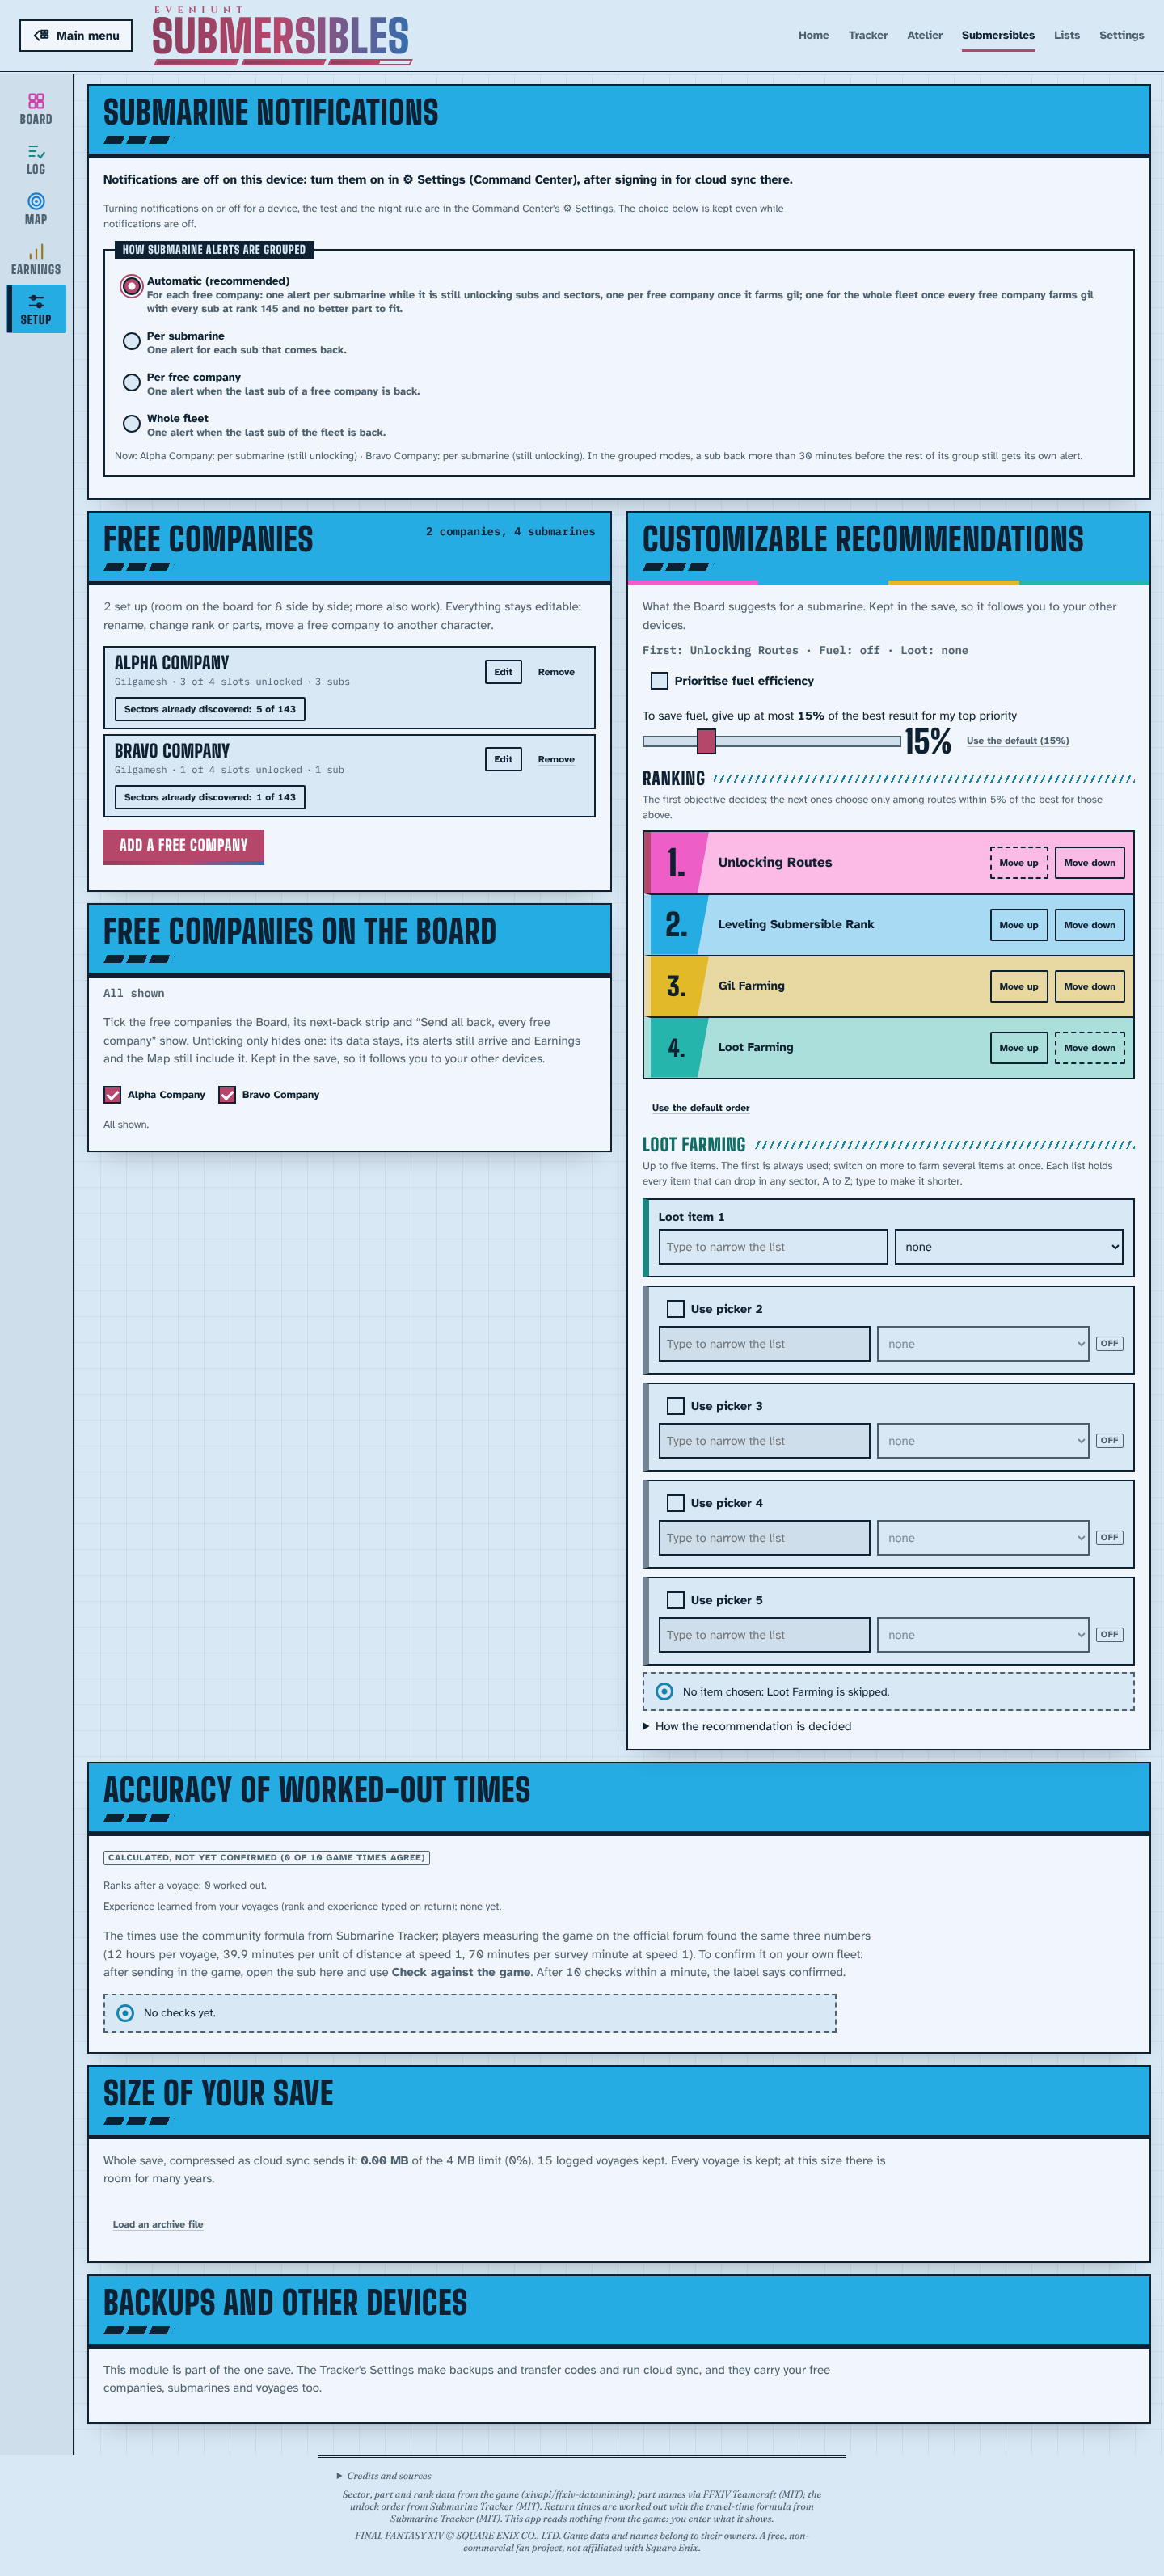 Main menu
EVENIUNT
SUBMERSIBLES
Home
Tracker
Atelier
Submersibles
Lists
Settings
BOARD
LOG
MAP
EARNINGS
SETUP
SUBMARINE NOTIFICATIONS
Notifications are off on this device: turn them on in ⚙ Settings (Command Center), after signing in for cloud sync there.
Turning notifications on or off for a device, the test and the night rule are in the Command Center's ⚙ Settings. The choice below is kept even while
notifications are off.
HOW SUBMARINE ALERTS ARE GROUPED
Automatic (recommended)
For each free company: one alert per submarine while it is still unlocking subs and sectors, one per free company once it farms gil; one for the whole fleet once every free company farms gil
with every sub at rank 145 and no better part to fit.
Per submarine
One alert for each sub that comes back.
Per free company
One alert when the last sub of a free company is back.
Whole fleet
One alert when the last sub of the fleet is back.
Now: Alpha Company: per submarine (still unlocking) · Bravo Company: per submarine (still unlocking). In the grouped modes, a sub back more than 30 minutes before the rest of its group still gets its own alert.
FREE COMPANIES
2 companies, 4 submarines
2 set up (room on the board for 8 side by side; more also work). Everything stays editable:
rename, change rank or parts, move a free company to another character.
ALPHA COMPANY
Gilgamesh · 3 of 4 slots unlocked · 3 subs
Edit
Remove
Sectors already discovered: 5 of 143
BRAVO COMPANY
Gilgamesh · 1 of 4 slots unlocked · 1 sub
Edit
Remove
Sectors already discovered: 1 of 143
ADD A FREE COMPANY
FREE COMPANIES ON THE BOARD
All shown
Tick the free companies the Board, its next-back strip and “Send all back, every free
company” show. Unticking only hides one: its data stays, its alerts still arrive and Earnings
and the Map still include it. Kept in the save, so it follows you to your other devices.
Alpha Company
Bravo Company
All shown.
CUSTOMIZABLE RECOMMENDATIONS
What the Board suggests for a submarine. Kept in the save, so it follows you to your other
devices.
First: Unlocking Routes · Fuel: off · Loot: none
Prioritise fuel efficiency
To save fuel, give up at most 15% of the best result for my top priority
15%
Use the default (15%)
RANKING
The first objective decides; the next ones choose only among routes within 5% of the best for those
above.
1.
Unlocking Routes
Move up
Move down
2.
Leveling Submersible Rank
Move up
Move down
3.
Gil Farming
Move up
Move down
4.
Loot Farming
Move up
Move down
Use the default order
LOOT FARMING
Up to five items. The first is always used; switch on more to farm several items at once. Each list holds
every item that can drop in any sector, A to Z; type to make it shorter.
Loot item 1
Type to narrow the list
none
Use picker 2
Type to narrow the list
none
OFF
Use picker 3
Type to narrow the list
none
OFF
Use picker 4
Type to narrow the list
none
OFF
Use picker 5
Type to narrow the list
none
OFF
No item chosen: Loot Farming is skipped.
How the recommendation is decided
ACCURACY OF WORKED-OUT TIMES
CALCULATED, NOT YET CONFIRMED (0 OF 10 GAME TIMES AGREE)
Ranks after a voyage: 0 worked out.
Experience learned from your voyages (rank and experience typed on return): none yet.
The times use the community formula from Submarine Tracker; players measuring the game on the official forum found the same three numbers
(12 hours per voyage, 39.9 minutes per unit of distance at speed 1, 70 minutes per survey minute at speed 1). To confirm it on your own fleet:
after sending in the game, open the sub here and use Check against the game. After 10 checks within a minute, the label says confirmed.
No checks yet.
SIZE OF YOUR SAVE
Whole save, compressed as cloud sync sends it: 0.00 MB of the 4 MB limit (0%). 15 logged voyages kept. Every voyage is kept; at this size there is
room for many years.
Load an archive file
BACKUPS AND OTHER DEVICES
This module is part of the one save. The Tracker's Settings make backups and transfer codes and run cloud sync, and they carry your free
companies, submarines and voyages too.
Credits and sources
Sector, part and rank data from the game (xivapi/ffxiv-datamining); part names via FFXIV Teamcraft (MIT); the
unlock order from Submarine Tracker (MIT). Return times are worked out with the travel-time formula from
Submarine Tracker (MIT). This app reads nothing from the game: you enter what it shows.
FINAL FANTASY XIV © SQUARE ENIX CO., LTD. Game data and names belong to their owners. A free, non-
commercial fan project, not affiliated with Square Enix.